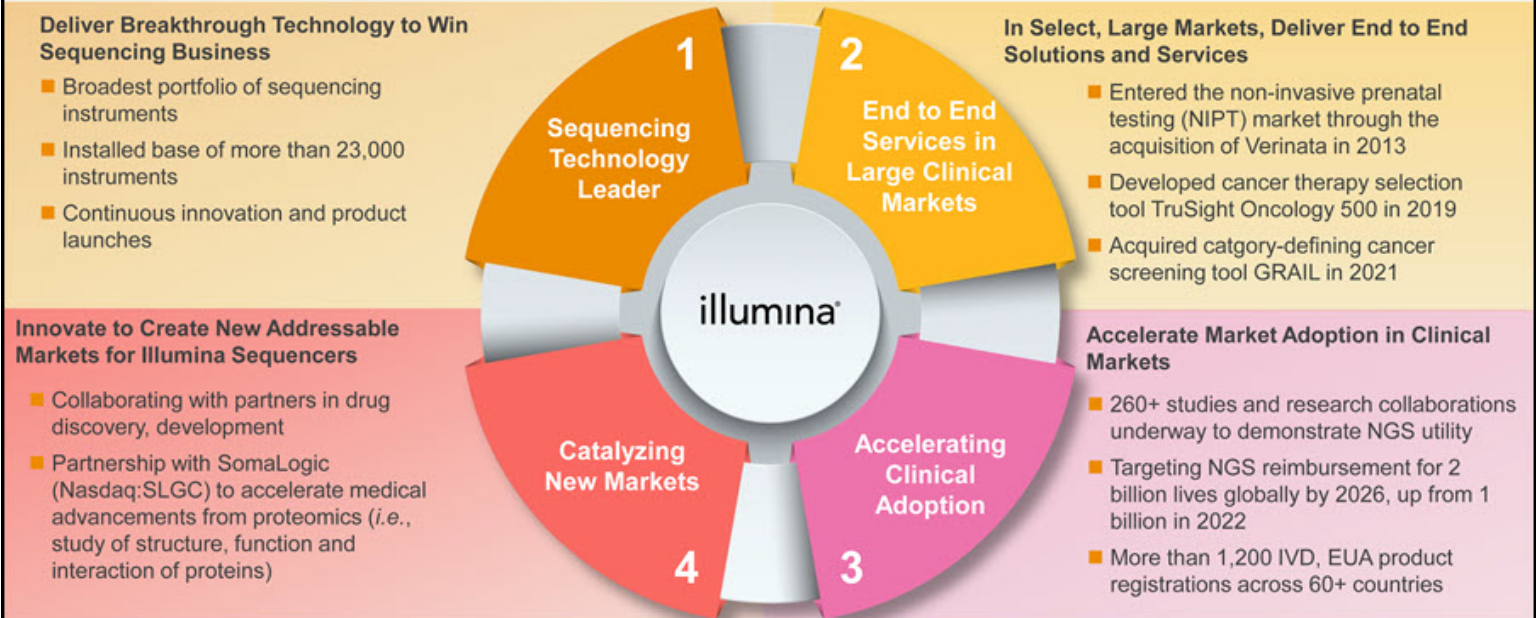 Deliver Breakthrough Technology to Win
Sequencing Business
■ Broadest portfolio of sequencing
instruments
■ Installed base of more than 23,000
instruments
■ Continuous innovation and product
launches
1
Sequencing
Technology
Leader
2
End to End
Services in
Large Clinical
Markets
In Select, Large Markets, Deliver End to End
Solutions and Services
■ Entered the non-invasive prenatal
testing (NIPT) market through the
acquisition of Verinata in 2013
■ Developed cancer therapy selection
tool TruSight Oncology 500 in 2019
■ Acquired catgory-defining cancer
screening tool GRAIL in 2021
illumina®
Innovate to Create New Addressable
Markets for Illumina Sequencers
■ Collaborating with partners in drug
discovery, development
■ Partnership with SomaLogic
(Nasdaq:SLGC) to accelerate medical
advancements from proteomics (i.e.,
study of structure, function and
interaction of proteins)
Catalyzing
New Markets
4
Accelerating
Clinical
Adoption
3
Accelerate Market Adoption in Clinical
Markets
■ 260+ studies and research collaborations
underway to demonstrate NGS utility
■ Targeting NGS reimbursement for 2
billion lives globally by 2026, up from 1
billion in 2022
■ More than 1,200 IVD, EUA product
registrations across 60+ countries